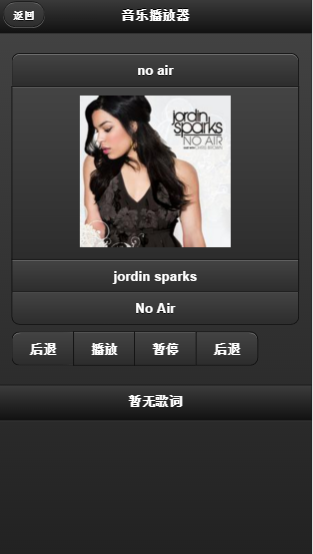 返回 音乐播放器
no air
jordin
sparks
NO AIR
jordin sparks
No Air
后退 播放 暂停 后退
暂无歌词